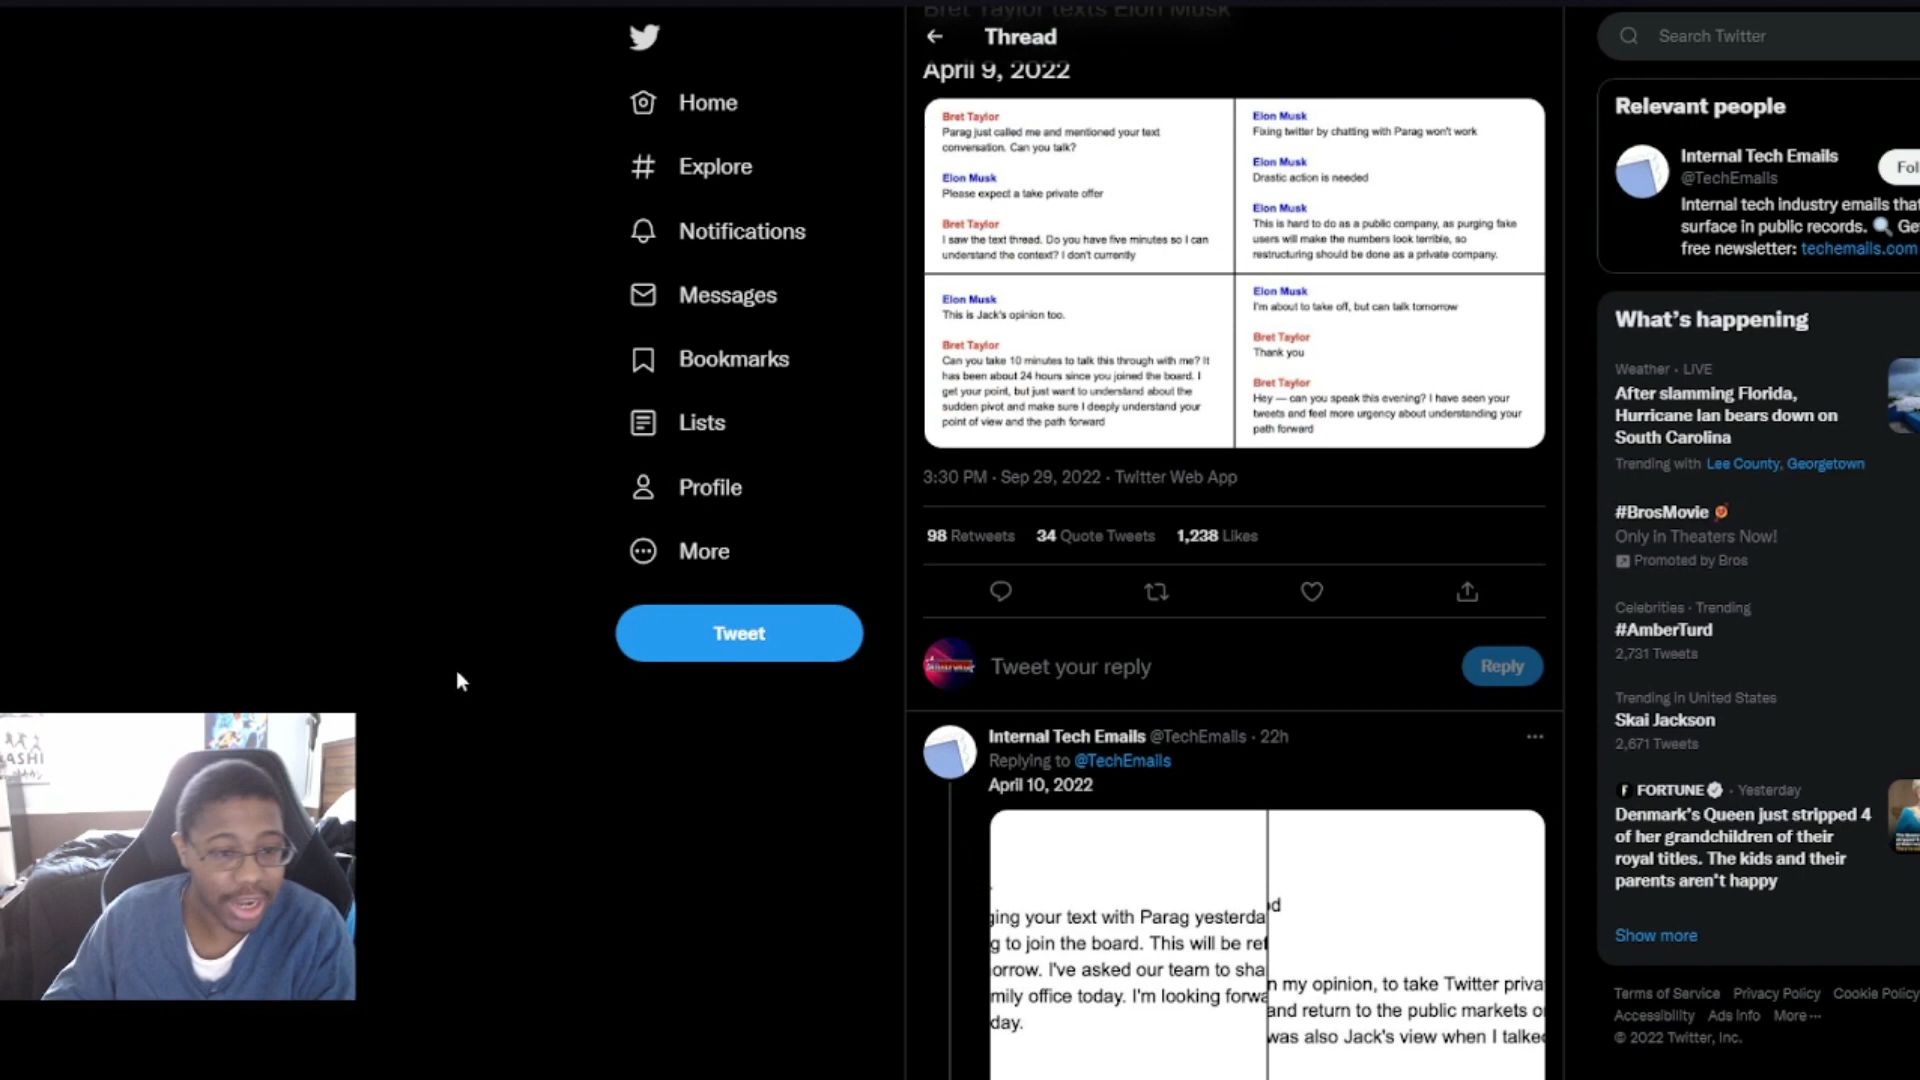 Bret Taylor texts Elon Musk
Thread
April 9, 2022
Bret Taylor
Parag just called me and mentioned your text
conversation. Can you talk?
Elon Musk
Please expect a take private offer
Bret Taylor
I saw the text thread. Do you have five minutes so I can
understand the context? I don't currently
Elon Musk
Fixing twitter by chatting with Parag won't work
Elon Musk
Drastic action is needed
Elon Musk
This is hard to do as a public company, as purging fake
users will make the numbers look terrible, so
restructuring should be done as a private company.
Elon Musk
This is Jack's opinion too.
Bret Taylor
Can you take 10 minutes to talk this through with me? It
has been about 24 hours since you joined the board. I
get your point, but just want to understand about the
sudden pivot and make sure I deeply understand your
point of view and the path forward
Elon Musk
I'm about to take off, but can talk tomorrow
Bret Taylor
Thank you
Bret Taylor
Hey — can you speak this evening? I have seen your
tweets and feel more urgency about understanding your
path forward
3:30 PM · Sep 29, 2022 · Twitter Web App
98 Retweets 34 Quote Tweets 1,238 Likes
Tweet your reply
Reply
Internal Tech Emails @TechEmails · 22h
Replying to @TechEmails
April 10, 2022
ging your text with Parag yesterda
g to join the board. This will be ref
orrow. I've asked our team to sha
mily office today. I'm looking forwa
day.
d
n my opinion, to take Twitter priva
and return to the public markets o
was also Jack's view when I talked
Home
Explore
Notifications
Messages
Bookmarks
Lists
Profile
More
Tweet
Search Twitter
Relevant people
Internal Tech Emails
@TechEmails
Fol
Internal tech industry emails that
surface in public records. 🔍 Ge
free newsletter: techemails.com
What's happening
Weather · LIVE
After slamming Florida,
Hurricane Ian bears down on
South Carolina
Trending with Lee County, Georgetown
#BrosMovie
Only in Theaters Now!
Promoted by Bros
Celebrities · Trending
#AmberTurd
2,731 Tweets
Trending in United States
Skai Jackson
2,671 Tweets
FORTUNE · Yesterday
Denmark's Queen just stripped 4
of her grandchildren of their
royal titles. The kids and their
parents aren't happy
Show more
Terms of Service Privacy Policy Cookie Policy
Accessibility Ads info More ···
© 2022 Twitter, Inc.
ASHI